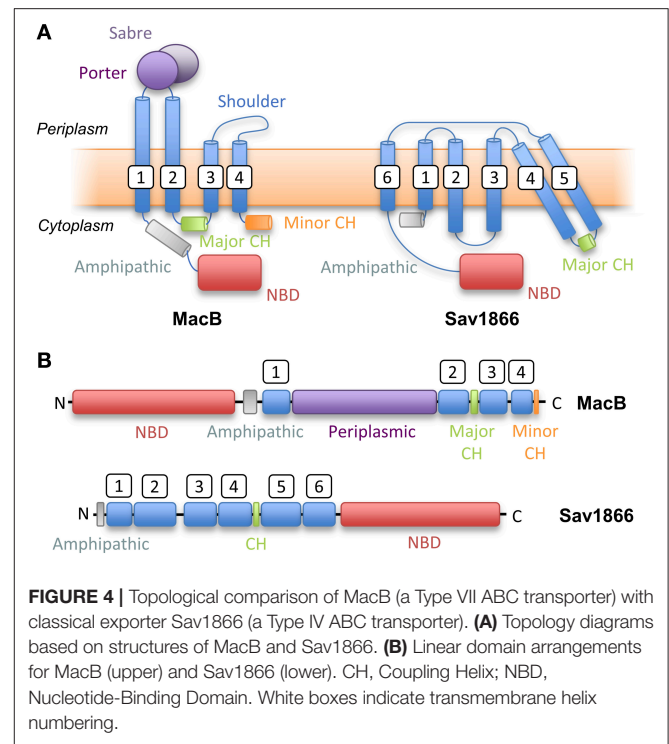 A
Sabre
Porter
Shoulder
Periplasm
1 2 3 4
6 1 2 3 4 5
Cytoplasm
Minor CH
Major CH
Amphipathic
NBD
MacB
Amphipathic
Major CH
NBD
Sav1866
B
1 2 3 4
N C MacB
NBD Amphipathic Periplasmic Major CH Minor CH
1 2 3 4 5 6
N C Sav1866
Amphipathic CH NBD
FIGURE 4 | Topological comparison of MacB (a Type VII ABC transporter) with
classical exporter Sav1866 (a Type IV ABC transporter). (A) Topology diagrams
based on structures of MacB and Sav1866. (B) Linear domain arrangements
for MacB (upper) and Sav1866 (lower). CH, Coupling Helix; NBD,
Nucleotide-Binding Domain. White boxes indicate transmembrane helix
numbering.